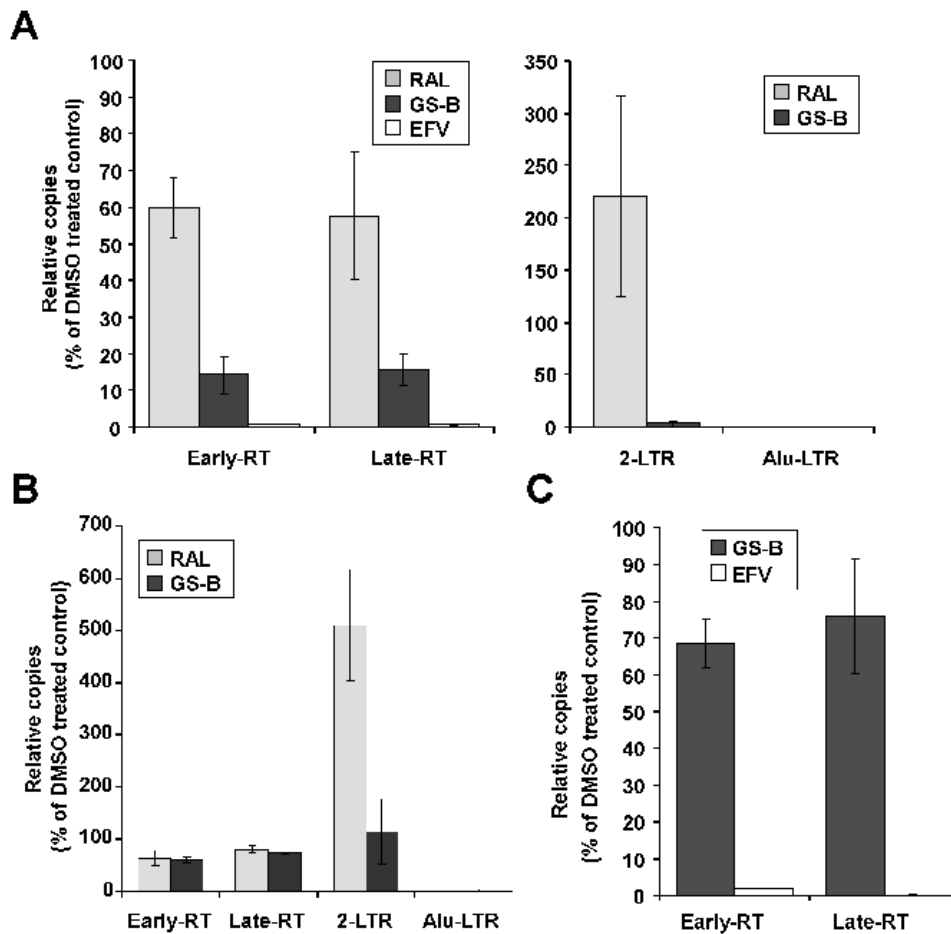 A
Relative copies
(% of DMSO treated control)
100
90
80
70
60
50
40
30
20
10
0
RAL
GS-B
EFV
Early-RT
Late-RT
350
300
250
200
150
100
50
0
RAL
GS-B
2-LTR
Alu-LTR
B
Relative copies
(% of DMSO treated control)
700
600
500
400
300
200
100
0
RAL
GS-B
Early-RT
Late-RT
2-LTR
Alu-LTR
C
Relative copies
(% of DMSO treated control)
100
90
80
70
60
50
40
30
20
10
0
GS-B
EFV
Early-RT
Late-RT